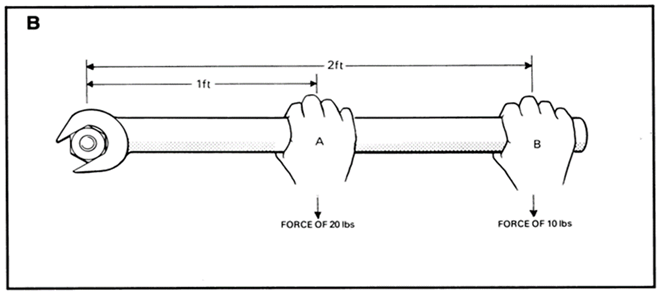 B
2ft
1ft
A
B
FORCE OF 20 lbs
FORCE OF 10 lbs